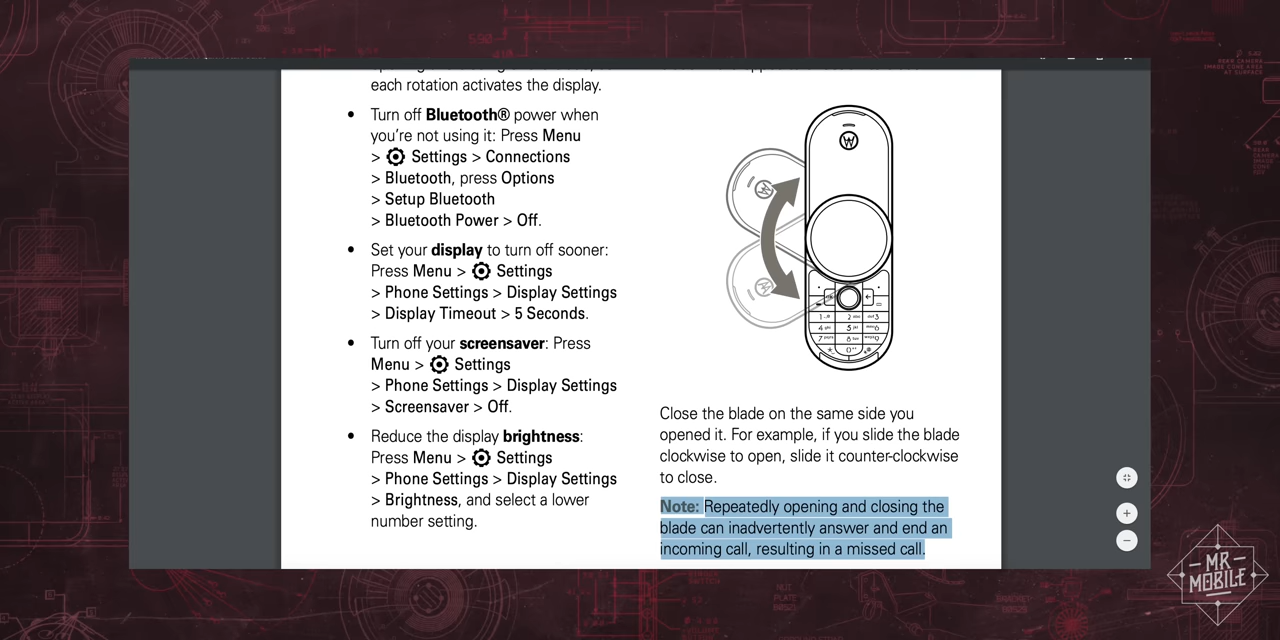 each rotation activates the display.
• Turn off Bluetooth® power when
you’re not using it: Press Menu
> Settings > Connections
> Bluetooth, press Options
> Setup Bluetooth
> Bluetooth Power > Off.
• Set your display to turn off sooner:
Press Menu > Settings
> Phone Settings > Display Settings
> Display Timeout > 5 Seconds.
• Turn off your screensaver: Press
Menu > Settings
> Phone Settings > Display Settings
> Screensaver > Off.
• Reduce the display brightness:
Press Menu > Settings
> Phone Settings > Display Settings
> Brightness, and select a lower
number setting.
Close the blade on the same side you
opened it. For example, if you slide the blade
clockwise to open, slide it counter-clockwise
to close.
Note: Repeatedly opening and closing the
blade can inadvertently answer and end an
incoming call, resulting in a missed call.
MR
MOBILE